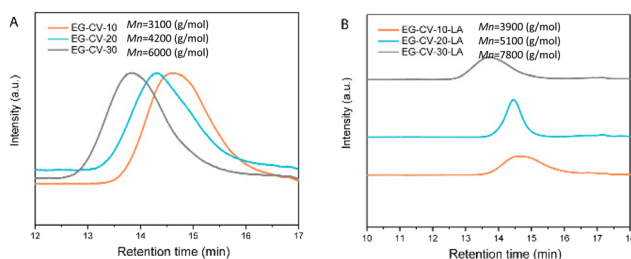 A
EG-CV-10 Mn=3100 (g/mol)
EG-CV-20 Mn=4200 (g/mol)
EG-CV-30 Mn=6000 (g/mol)
Intensity (a.u.)
12 13 14 15 16 17
Retention time (min)
B
EG-CV-10-LA Mn=3900 (g/mol)
EG-CV-20-LA Mn=5100 (g/mol)
EG-CV-30-LA Mn=7800 (g/mol)
Intensity (a.u.)
10 11 12 13 14 15 16 17 18
Retention time (min)